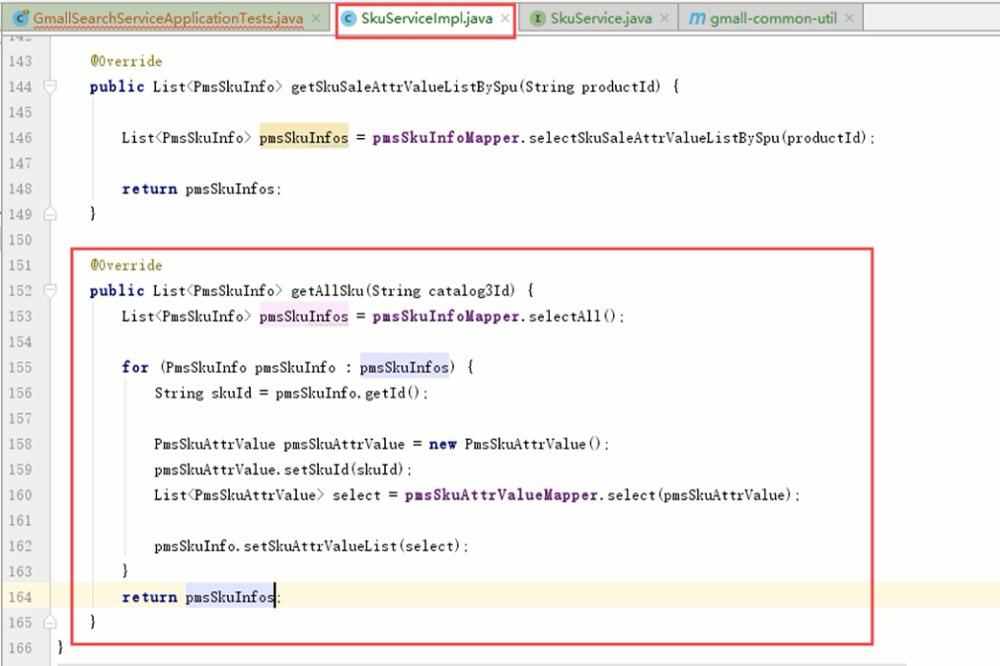 GmallSearchServiceApplicationTests.java
SkuServiceImpl.java
SkuService.java
gmall-common-util
142
143 @Override
144 public List<PmsSkuInfo> getSkuSaleAttrValueListBySpu(String productId) {
145
146 List<PmsSkuInfo> pmsSkuInfos = pmsSkuInfoMapper.selectSkuSaleAttrValueListBySpu(productId);
147
148 return pmsSkuInfos;
149 }
150
151 @Override
152 public List<PmsSkuInfo> getAllSku(String catalog3Id) {
153 List<PmsSkuInfo> pmsSkuInfos = pmsSkuInfoMapper.selectAll();
154
155 for (PmsSkuInfo pmsSkuInfo : pmsSkuInfos) {
156 String skuId = pmsSkuInfo.getId();
157
158 PmsSkuAttrValue pmsSkuAttrValue = new PmsSkuAttrValue();
159 pmsSkuAttrValue.setSkuId(skuId);
160 List<PmsSkuAttrValue> select = pmsSkuAttrValueMapper.select(pmsSkuAttrValue);
161
162 pmsSkuInfo.setSkuAttrValueList(select);
163 }
164 return pmsSkuInfos;
165 }
166 }